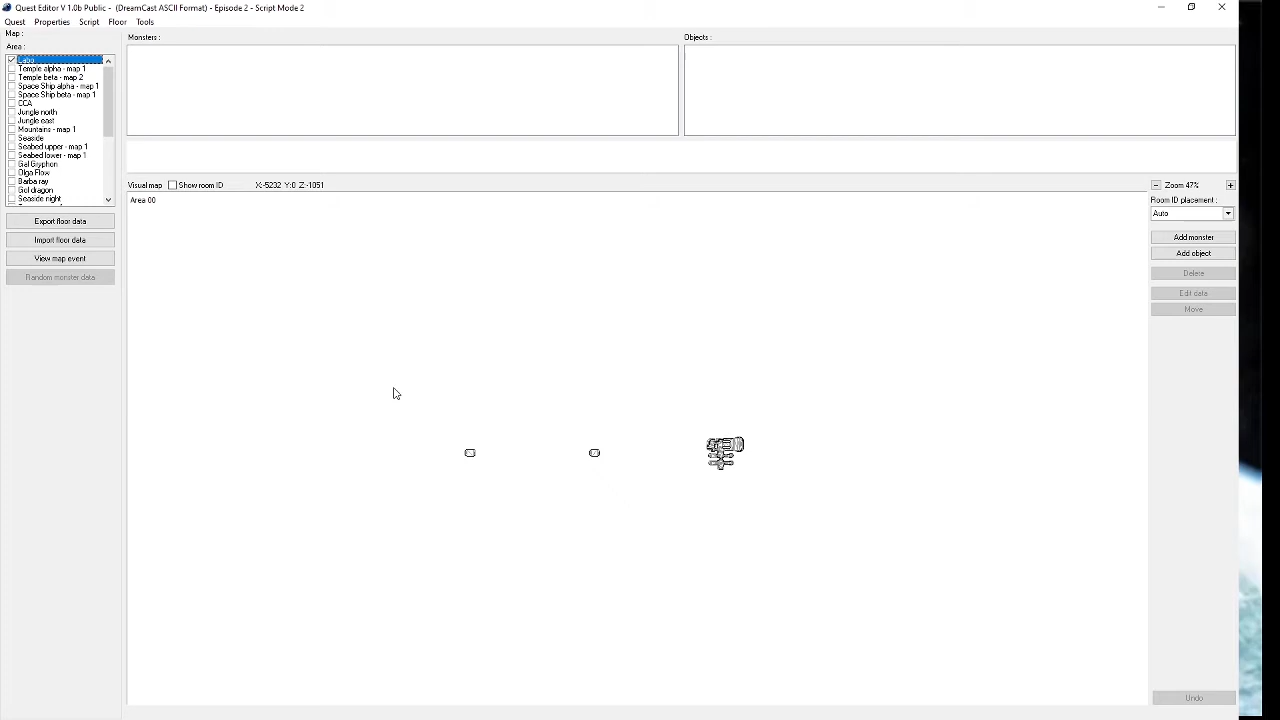 Quest Editor V 1.0b Public - (DreamCast ASCII Format) - Episode 2 - Script Mode 2
Quest Properties Script Floor Tools
Map :
Area :
Labo
Temple alpha - map 1
Temple beta - map 2
Space Ship alpha - map 1
Space Ship beta - map 1
CCA
Jungle north
Jungle east
Mountains - map 1
Seaside
Seabed upper - map 1
Seabed lower - map 1
Gal Gryphon
Olga Flow
Barba ray
Gol dragon
Seaside night
Export floor data
Import floor data
View map event
Random monster data
Monsters :
Objects :
Visual map
Show room ID
X:-5232 Y:0 Z:-1051
Area 00
- Zoom 47% +
Room ID placement :
Auto
Add monster
Add object
Delete
Edit data
Move
Undo